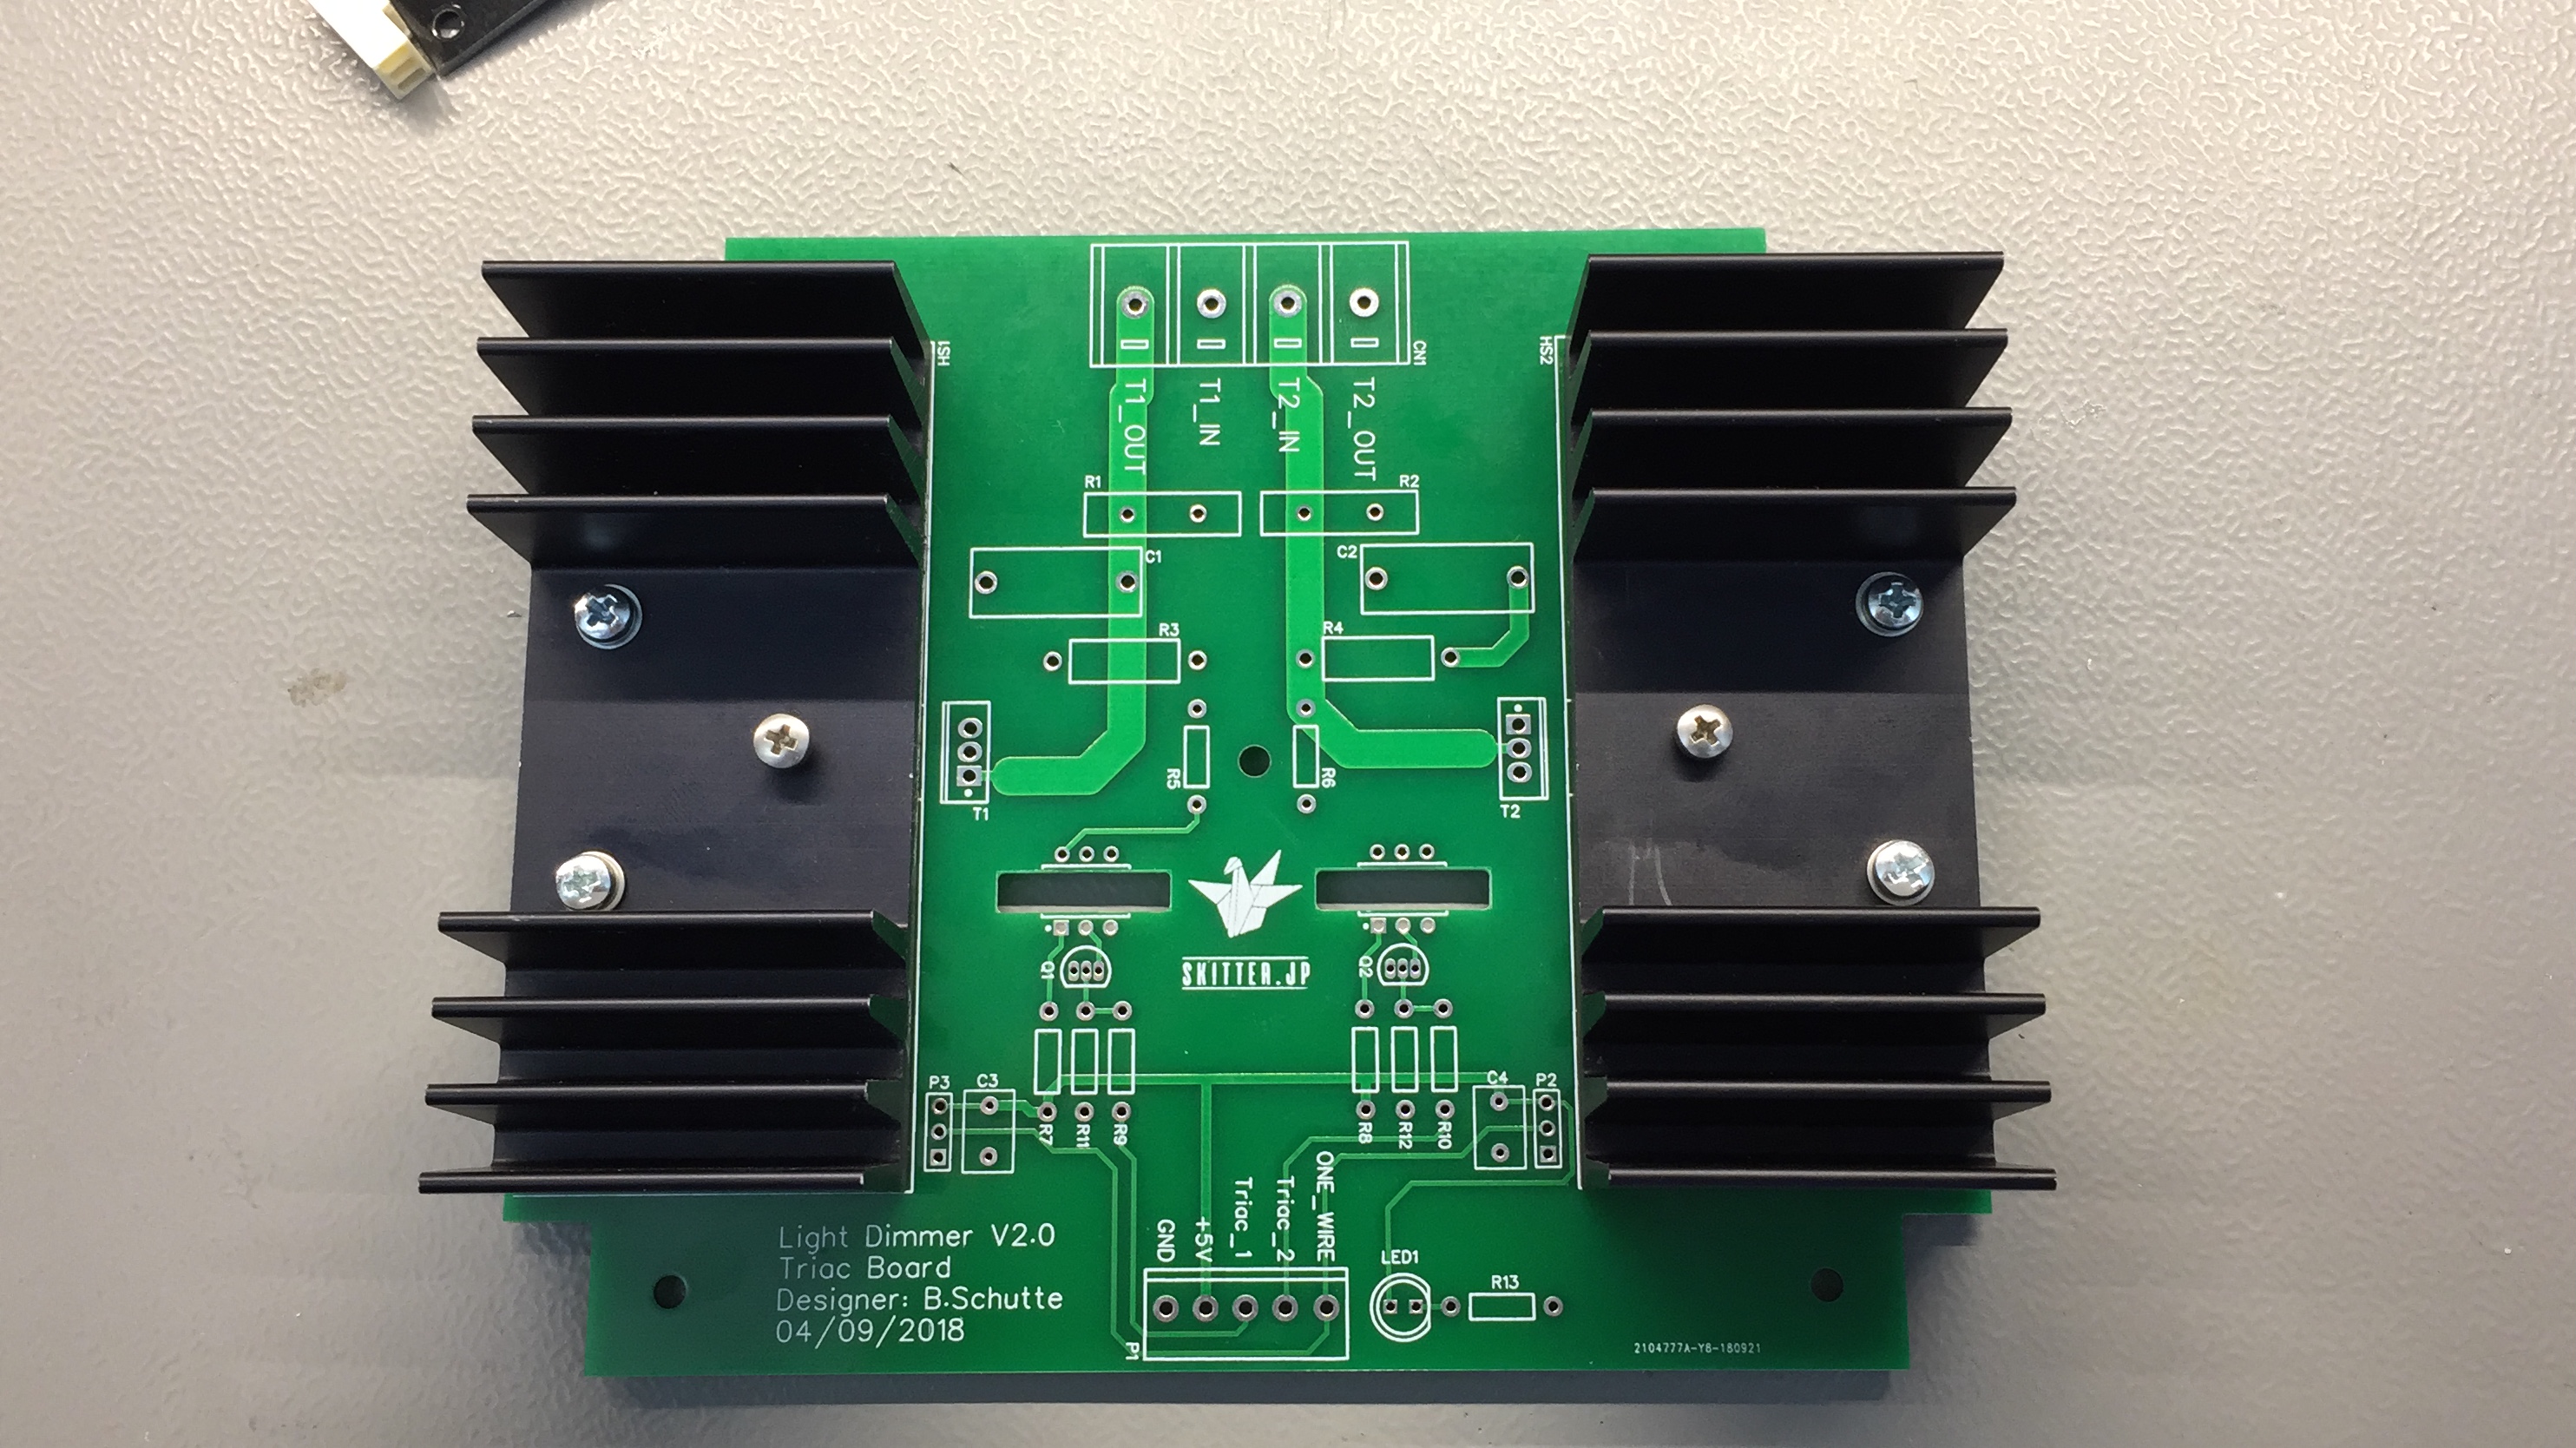 HS1
HS2
CN1
T1_OUT
T1_IN
T2_IN
T2_OUT
R1
R2
C1
C2
R3
R4
R5
R6
T1
T2
Q1
Q2
SKITTER.JP
P3
C3
C4
P2
R7
R11
R9
R8
R12
R10
GND
+5V
Triac_1
Triac_2
ONE_WIRE
Light Dimmer V2.0
Triac Board
Designer: B.Schutte
04/09/2018
P1
LED1
R13
2104777A-Y8-180921